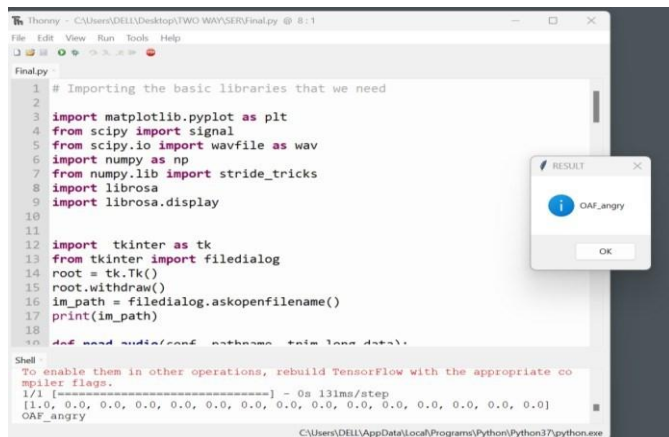 Thonny - C:\Users\DELL\Desktop\TWO WAY\SER\Final.py @ 8:1
File Edit View Run Tools Help
Final.py
1 # Importing the basic libraries that we need
2
3 import matplotlib.pyplot as plt
4 from scipy import signal
5 from scipy.io import wavfile as wav
6 import numpy as np
7 from numpy.lib import stride_tricks
8 import librosa
9 import librosa.display
10
11
12 import tkinter as tk
13 from tkinter import filedialog
14 root = tk.Tk()
15 root.withdraw()
16 im_path = filedialog.askopenfilename()
17 print(im_path)
18
19 def read_audio(conf, pathname, trim_long_data):
RESULT
OAF_angry
OK
Shell
To enable them in other operations, rebuild TensorFlow with the appropriate co
mpiler flags.
1/1 [==============================] - 0s 131ms/step
[1.0, 0.0, 0.0, 0.0, 0.0, 0.0, 0.0, 0.0, 0.0, 0.0, 0.0, 0.0, 0.0, 0.0]
OAF_angry
C:\Users\DELL\AppData\Local\Programs\Python\Python37\python.exe